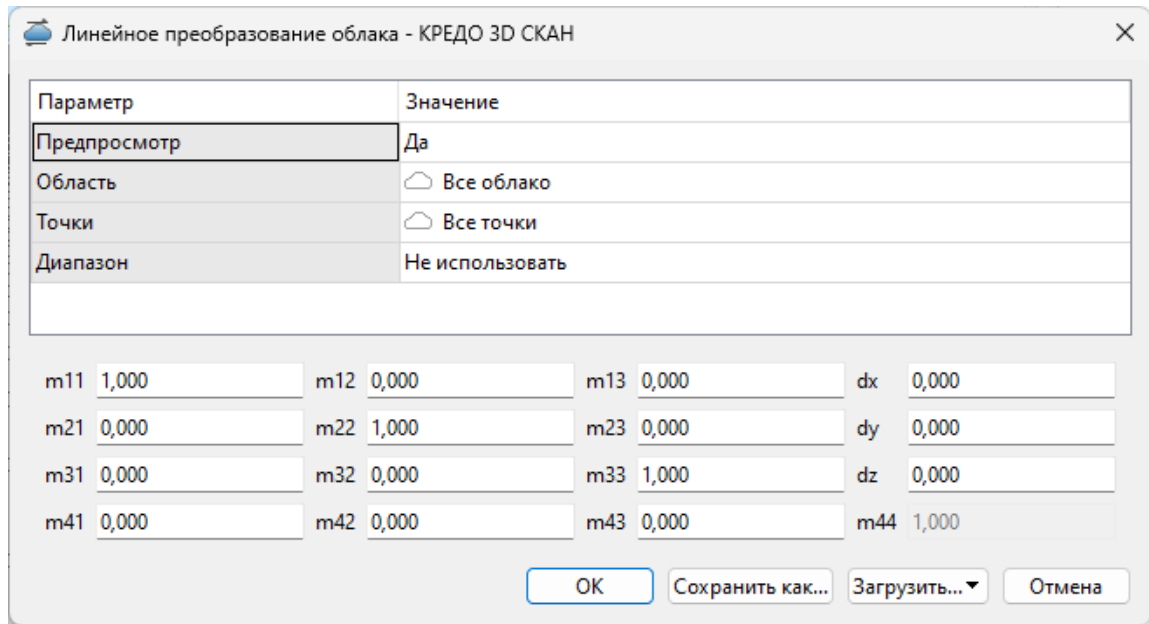 Линейное преобразование облака - КРЕДО 3D СКАН
Параметр Значение
Предпросмотр Да
Область Все облако
Точки Все точки
Диапазон Не использовать
m11 1,000 m12 0,000 m13 0,000 dx 0,000
m21 0,000 m22 1,000 m23 0,000 dy 0,000
m31 0,000 m32 0,000 m33 1,000 dz 0,000
m41 0,000 m42 0,000 m43 0,000 m44 1,000
OK Сохранить как... Загрузить... Отмена